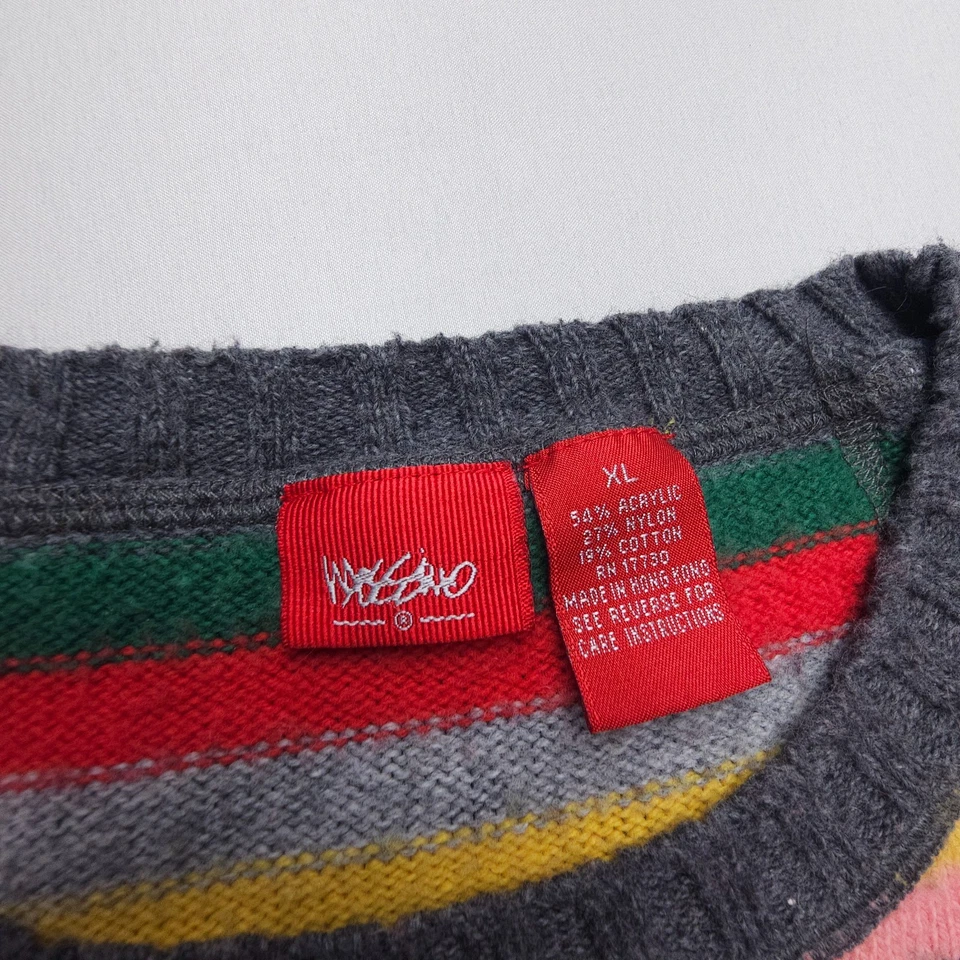 Mossimo
®
XL
54% ACRYLIC
27% NYLON
19% COTTON
RN 17730
MADE IN HONG KONG
SEE REVERSE FOR
CARE INSTRUCTIONS